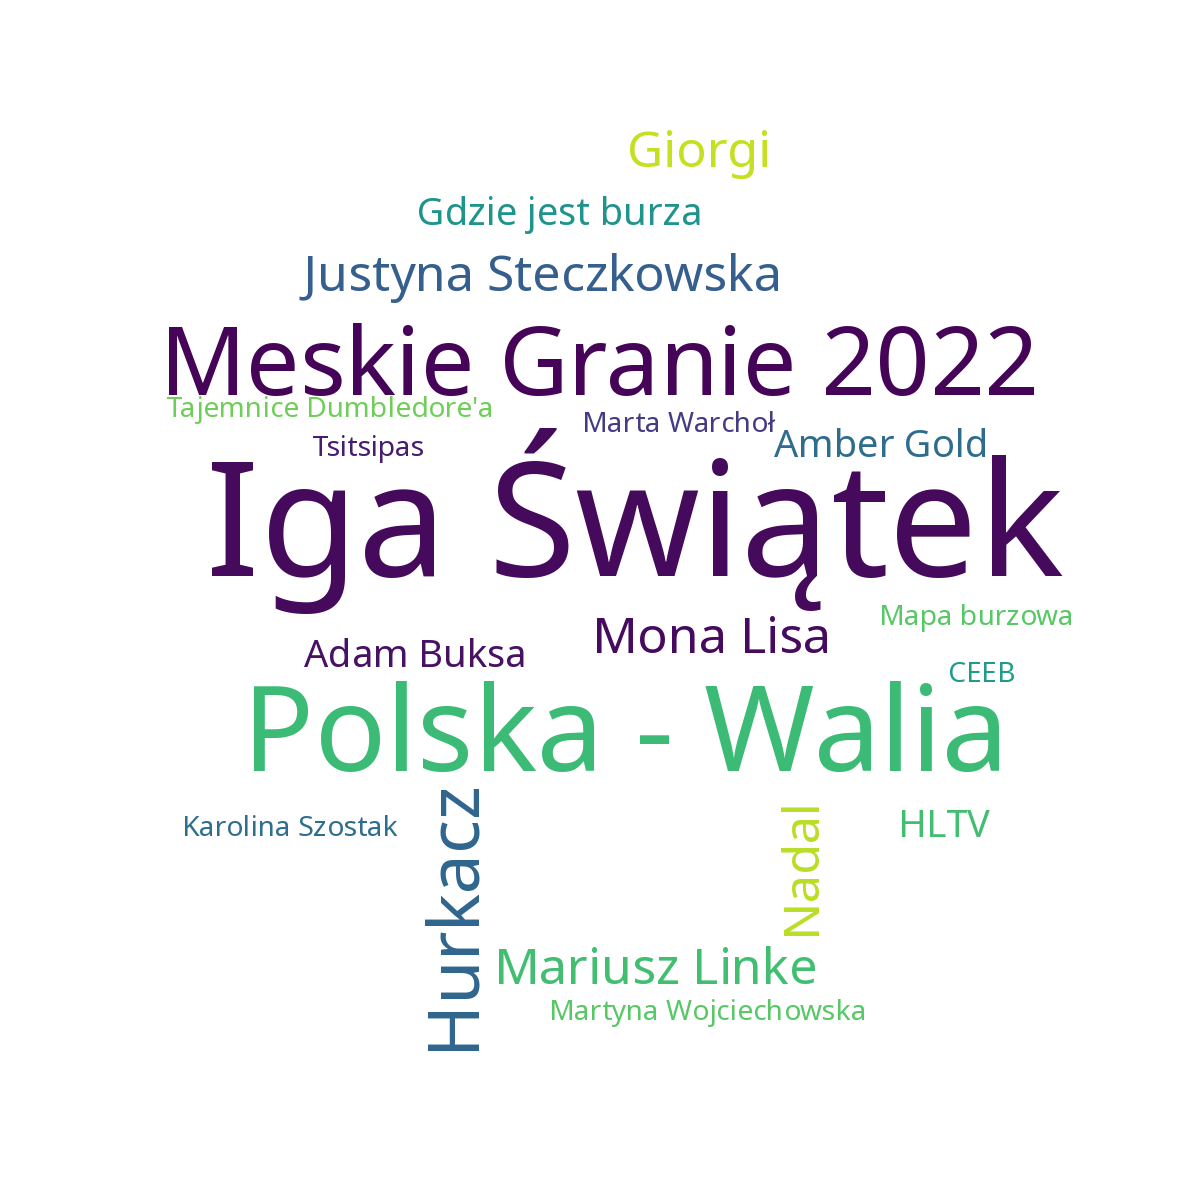 Giorgi
Gdzie jest burza
Justyna Steczkowska
Meskie Granie 2022
Tajemnice Dumbledore'a
Marta Warchoł
Tsitsipas
Amber Gold
Iga Świątek
Mapa burzowa
Adam Buksa
Mona Lisa
CEEB
Polska - Walia
Karolina Szostak
Hurkacz
Nadal
HLTV
Mariusz Linke
Martyna Wojciechowska